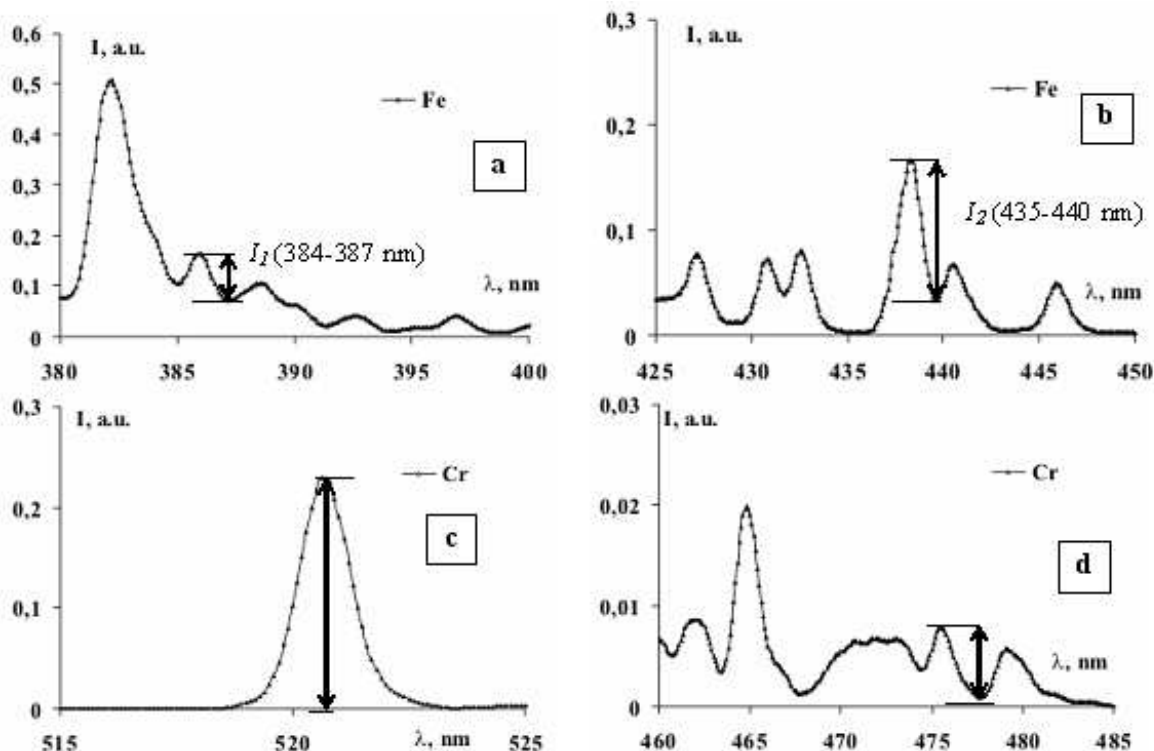 I, a.u.
0,6
0,5
0,4
0,3
0,2
0,1
0
Fe
a
I1 (384-387 nm)
λ, nm
380 385 390 395 400
I, a.u.
0,3
0,2
0,1
0
Fe
b
I2 (435-440 nm)
λ, nm
425 430 435 440 445 450
I, a.u.
0,3
0,2
0,1
0
Cr
c
515 520 λ, nm 525
I, a.u.
0,03
0,02
0,01
0
Cr
d
λ, nm
460 465 470 475 480 485